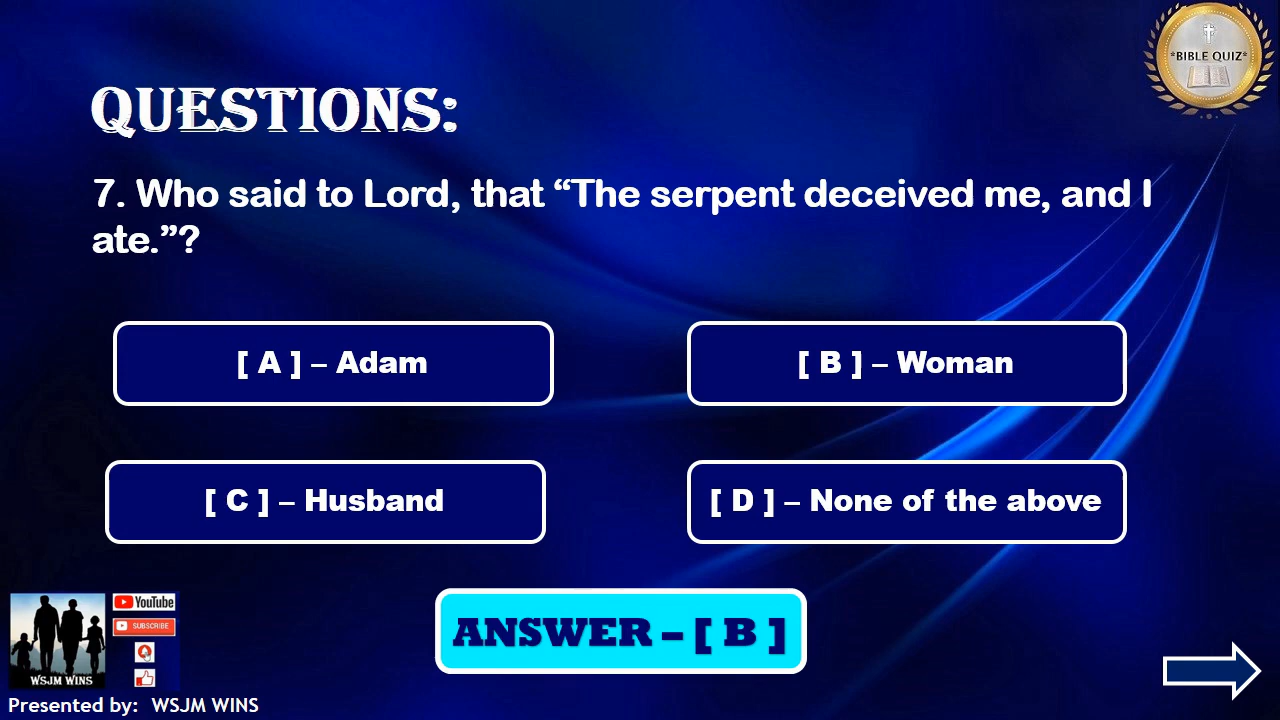 *BIBLE QUIZ*
QUESTIONS:
7. Who said to Lord, that “The serpent deceived me, and I
ate.”?
[ A ] – Adam
[ B ] – Woman
[ C ] – Husband
[ D ] – None of the above
ANSWER – [ B ]
YouTube
SUBSCRIBE
WSJM WINS
Presented by: WSJM WINS